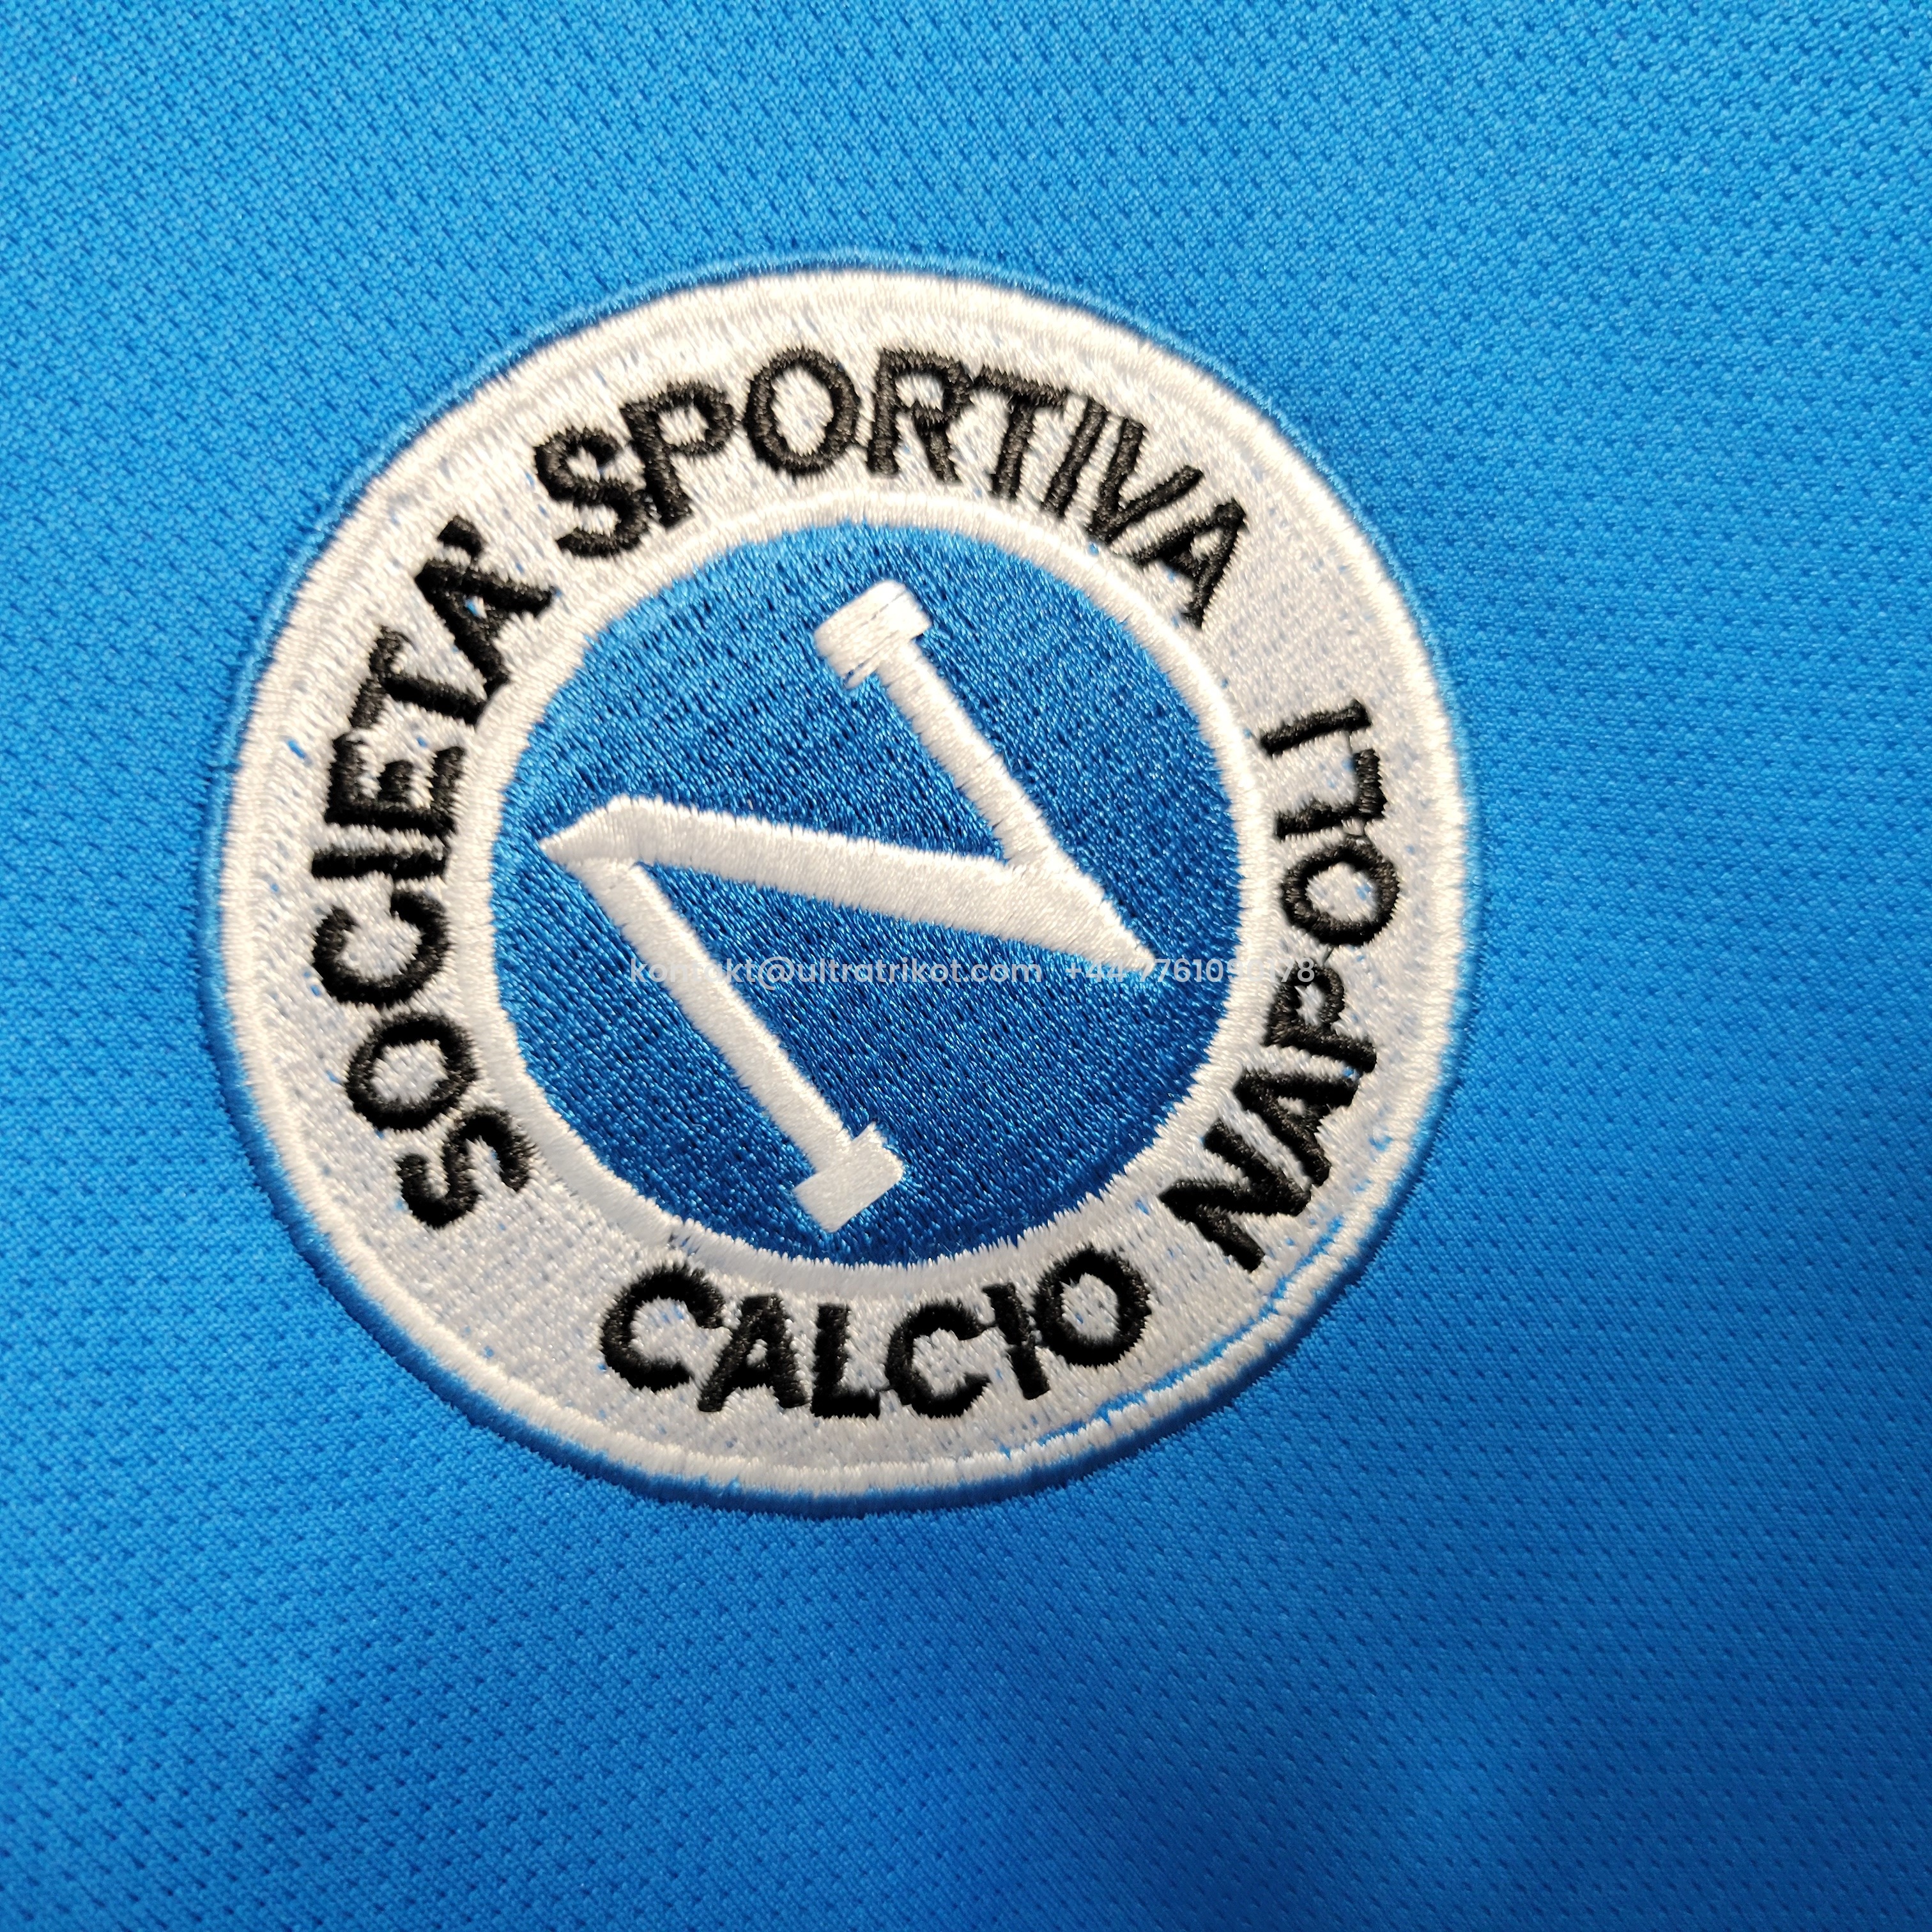 SOCIETA' SPORTIVA
CALCIO NAPOLI
N